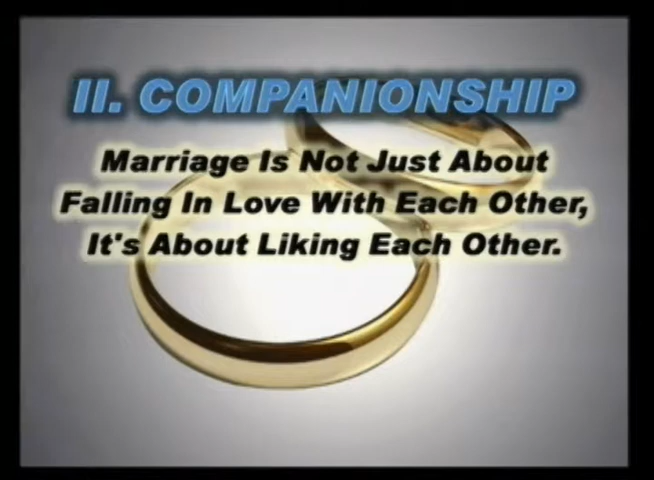 II. COMPANIONSHIP
Marriage Is Not Just About
Falling In Love With Each Other,
It's About Liking Each Other.